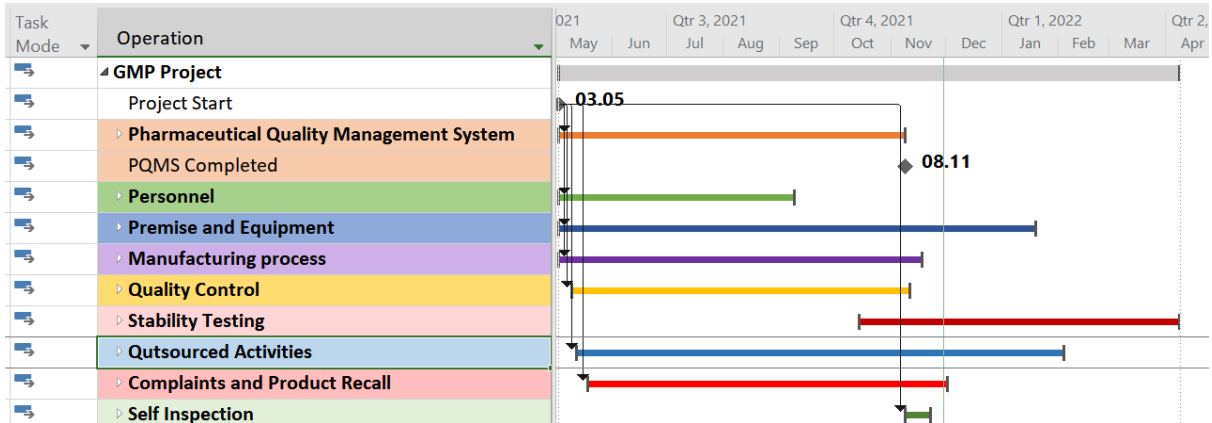 Task Mode
Operation
021
Qtr 3, 2021
Qtr 4, 2021
Qtr 1, 2022
Qtr 2,
May Jun Jul Aug Sep Oct Nov Dec Jan Feb Mar Apr
GMP Project
Project Start
03.05
Pharmaceutical Quality Management System
PQMS Completed
08.11
Personnel
Premise and Equipment
Manufacturing process
Quality Control
Stability Testing
Qutsourced Activities
Complaints and Product Recall
Self Inspection